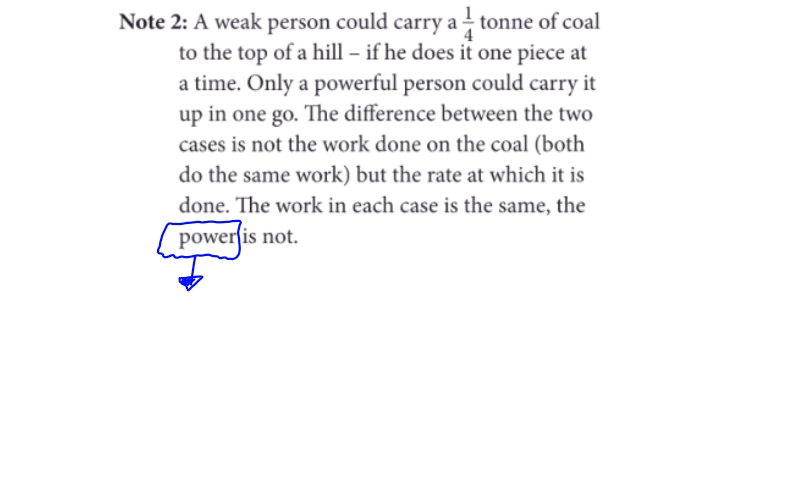 Note 2: A weak person could carry a 1/4 tonne of coal
to the top of a hill – if he does it one piece at
a time. Only a powerful person could carry it
up in one go. The difference between the two
cases is not the work done on the coal (both
do the same work) but the rate at which it is
done. The work in each case is the same, the
power is not.